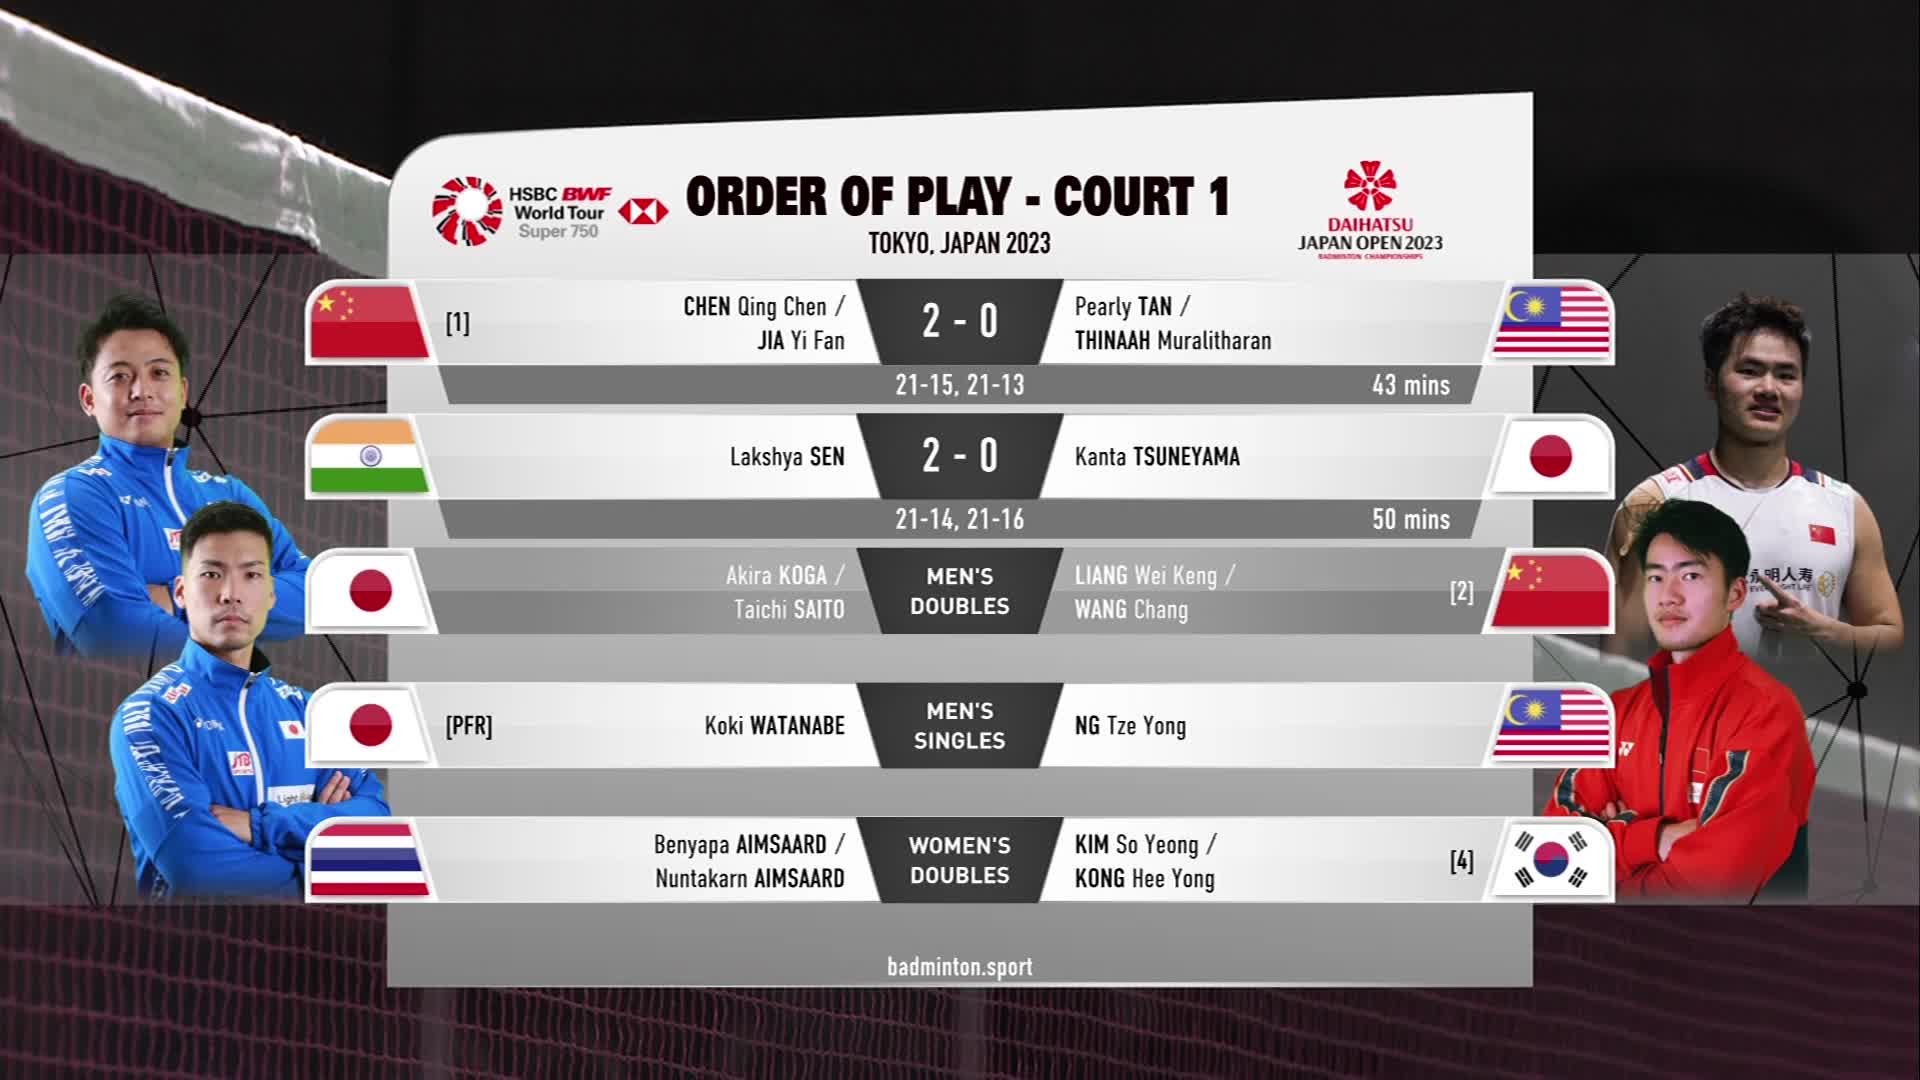 HSBC BWF
World Tour
Super 750
ORDER OF PLAY - COURT 1
TOKYO, JAPAN 2023
DAIHATSU
JAPAN OPEN 2023
BADMINTON CHAMPIONSHIPS
[1] CHEN Qing Chen / 2 - 0 Pearly TAN /
JIA Yi Fan THINAAH Muralitharan
21-15, 21-13 43 mins
Lakshya SEN 2 - 0 Kanta TSUNEYAMA
21-14, 21-16 50 mins
Akira KOGA / MEN'S LIANG Wei Keng / [2]
Taichi SAITO DOUBLES WANG Chang
[PFR] Koki WATANABE MEN'S SINGLES NG Tze Yong
Benyapa AIMSAARD / WOMEN'S KIM So Yeong / [4]
Nuntakarn AIMSAARD DOUBLES KONG Hee Yong
badminton.sport
JTB
明人寿